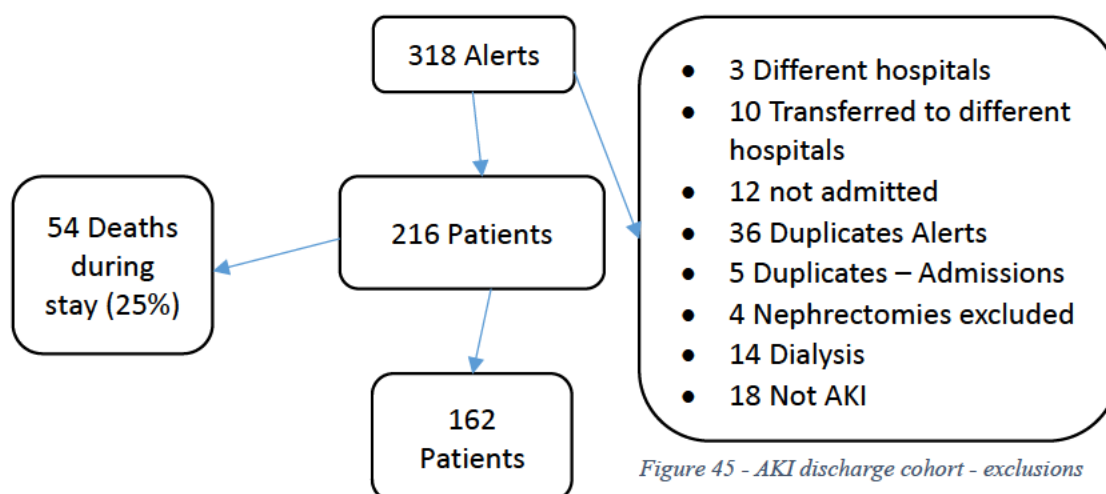 318 Alerts
216 Patients
54 Deaths
during
stay (25%)
162
Patients
• 3 Different hospitals
• 10 Transferred to different
hospitals
• 12 not admitted
• 36 Duplicates Alerts
• 5 Duplicates – Admissions
• 4 Nephrectomies excluded
• 14 Dialysis
• 18 Not AKI
Figure 45 - AKI discharge cohort - exclusions